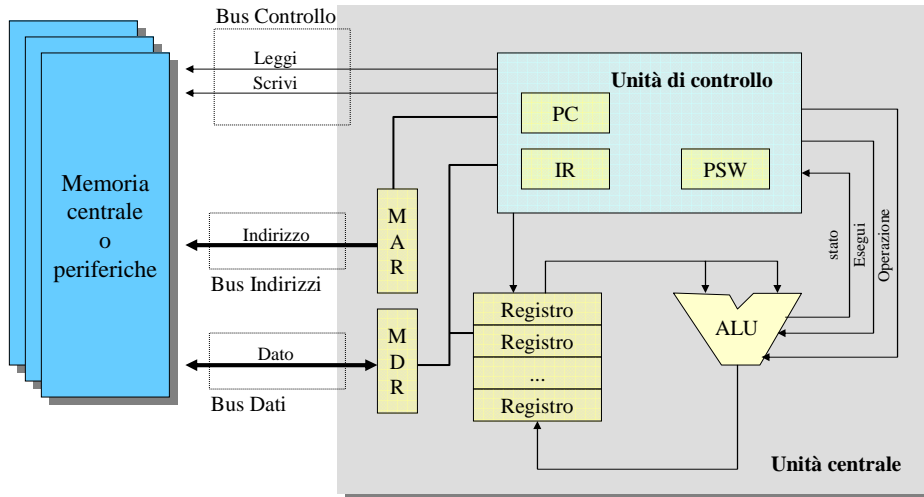 Bus Controllo
Leggi
Scrivi
Unità di controllo
PC
IR
PSW
Memoria
centrale
o
periferiche
M
A
R
Indirizzo
Bus Indirizzi
stato
Esegui
Operazione
Registro
Registro
...
Registro
ALU
M
D
R
Dato
Bus Dati
Unità centrale